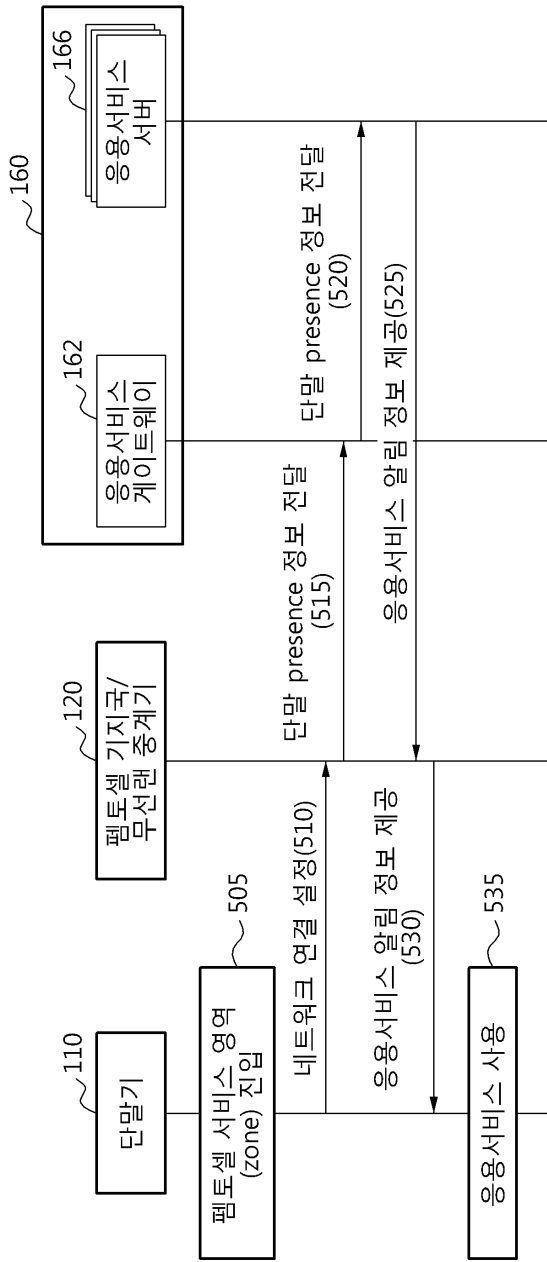 160
110
단말기
120
펨토셀 기지국/
무선랜 중계기
162
응용서비스
게이트웨이
166
응용서비스
서버
505
펨토셀 서비스 영역
(zone) 진입
네트워크 연결 설정(510)
단말 presence 정보 전달
(515)
단말 presence 정보 전달
(520)
응용서비스 알림 정보 제공(525)
응용서비스 알림 정보 제공
(530)
535
응용서비스 사용